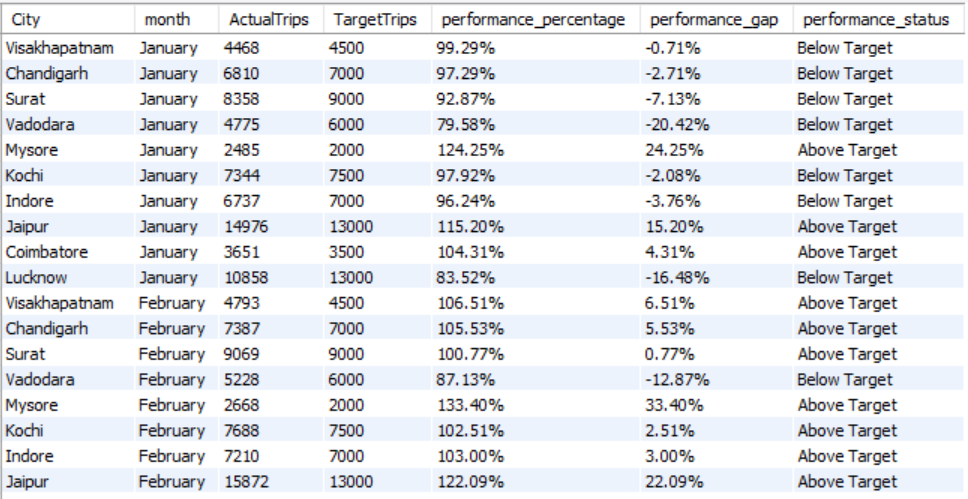 City month ActualTrips TargetTrips performance_percentage performance_gap performance_status
Visakhapatnam January 4468 4500 99.29% -0.71% Below Target
Chandigarh January 6810 7000 97.29% -2.71% Below Target
Surat January 8358 9000 92.87% -7.13% Below Target
Vadodara January 4775 6000 79.58% -20.42% Below Target
Mysore January 2485 2000 124.25% 24.25% Above Target
Kochi January 7344 7500 97.92% -2.08% Below Target
Indore January 6737 7000 96.24% -3.76% Below Target
Jaipur January 14976 13000 115.20% 15.20% Above Target
Coimbatore January 3651 3500 104.31% 4.31% Above Target
Lucknow January 10858 13000 83.52% -16.48% Below Target
Visakhapatnam February 4793 4500 106.51% 6.51% Above Target
Chandigarh February 7387 7000 105.53% 5.53% Above Target
Surat February 9069 9000 100.77% 0.77% Above Target
Vadodara February 5228 6000 87.13% -12.87% Below Target
Mysore February 2668 2000 133.40% 33.40% Above Target
Kochi February 7688 7500 102.51% 2.51% Above Target
Indore February 7210 7000 103.00% 3.00% Above Target
Jaipur February 15872 13000 122.09% 22.09% Above Target